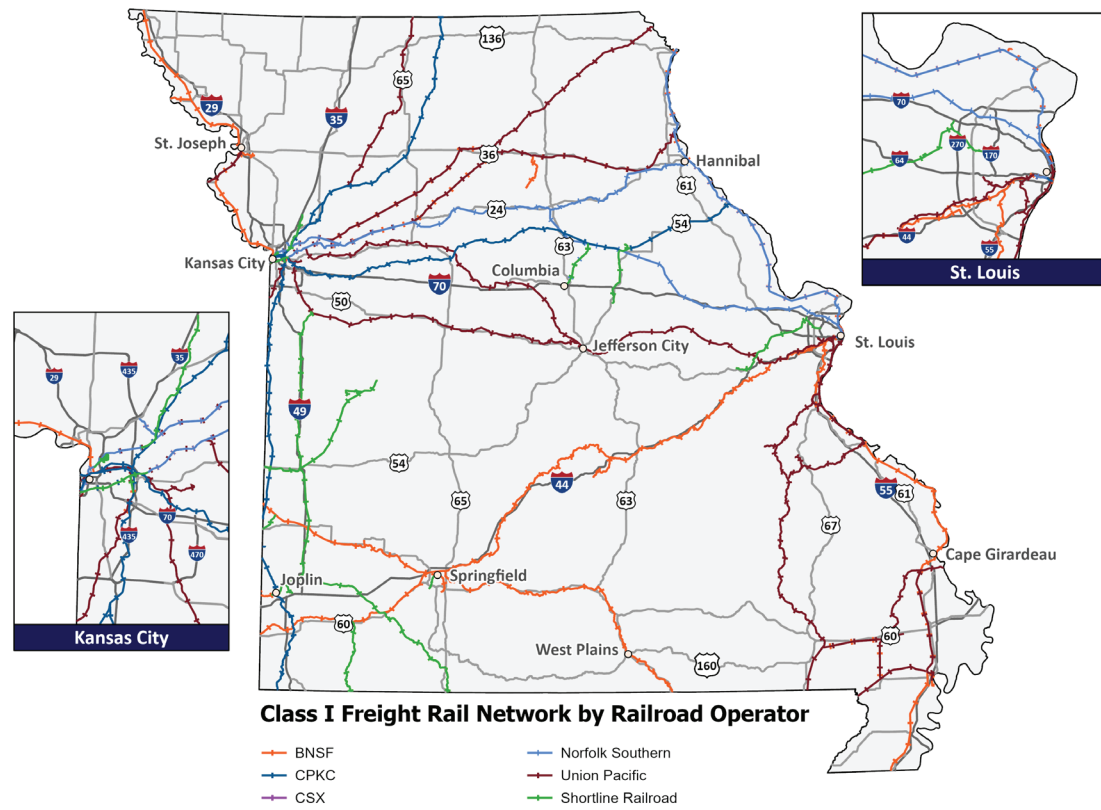 136
65
29
35
St. Joseph
36
Hannibal
61
24
54
63
Kansas City
Columbia
70
50
St. Louis
Jefferson City
49
54
44
65
63
55
61
67
Cape Girardeau
Joplin
Springfield
60
60
West Plains
160
70
270
64
170
44
55
St. Louis
29
435
35
70
435
470
Kansas City
Class I Freight Rail Network by Railroad Operator
BNSF
CPKC
CSX
Norfolk Southern
Union Pacific
Shortline Railroad